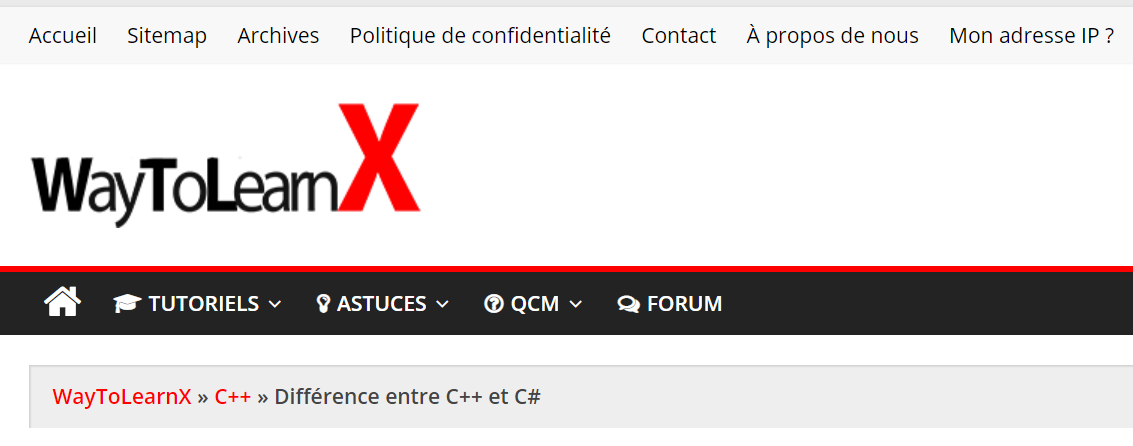 Accueil Sitemap Archives Politique de confidentialité Contact À propos de nous Mon adresse IP ?
WayToLearnX
TUTORIELS ASTUCES QCM FORUM
WayToLearnX » C++ » Différence entre C++ et C#